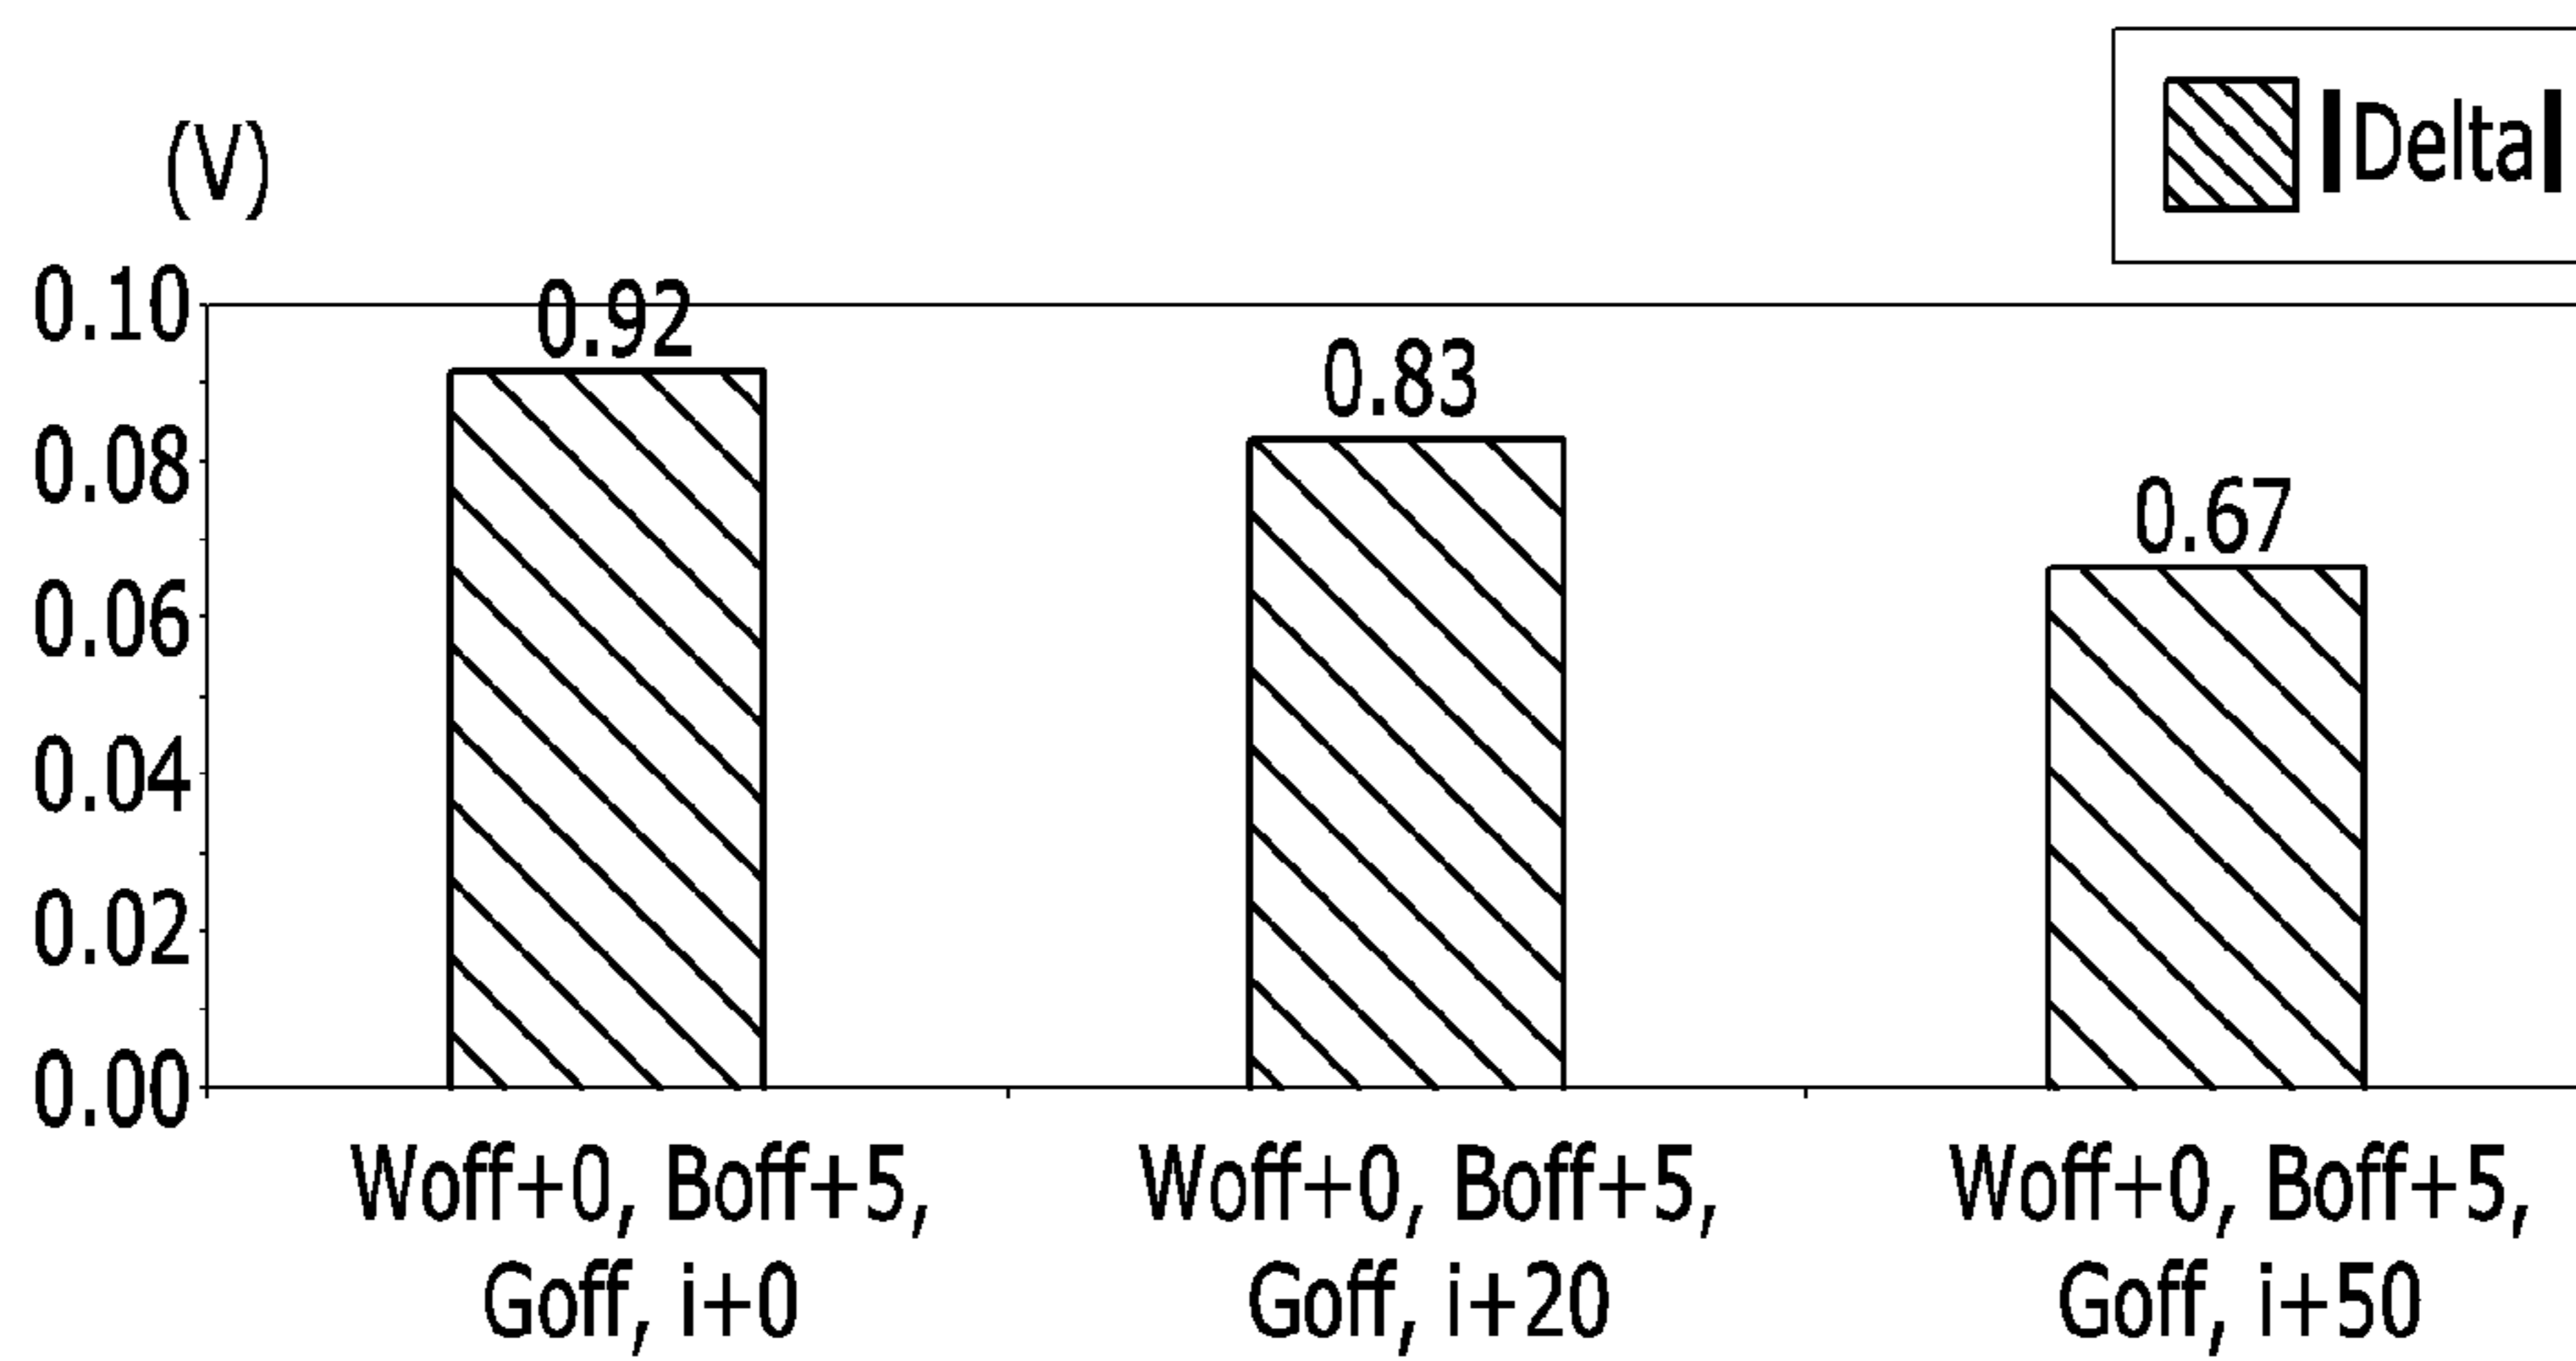 |Delta|
(V)
0.10
0.08
0.06
0.04
0.02
0.00
0.92
0.83
0.67
Woff+0, Boff+5,
Goff, i+0
Woff+0, Boff+5,
Goff, i+20
Woff+0, Boff+5,
Goff, i+50